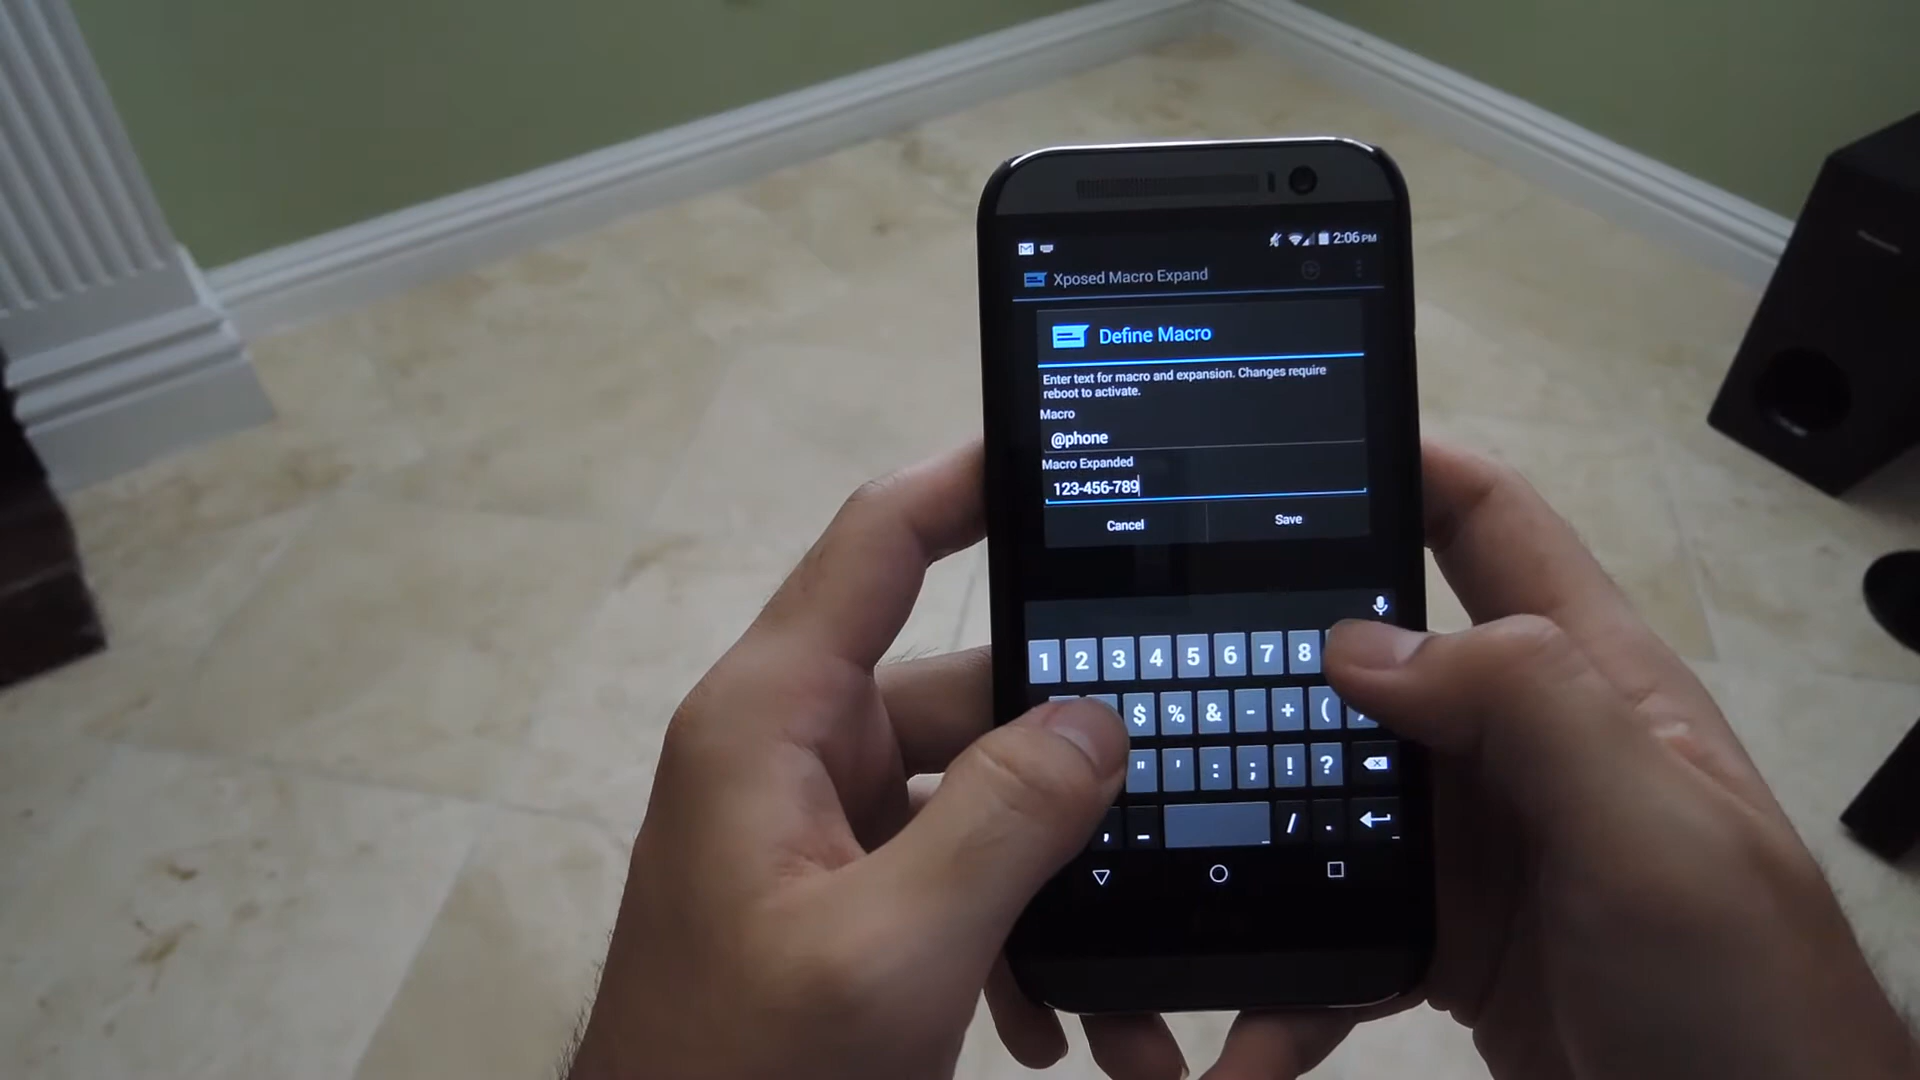 2:06 PM
Xposed Macro Expand
Define Macro
Enter text for macro and expansion. Changes require
reboot to activate.
Macro
@phone
Macro Expanded
123-456-789
Cancel
Save
1 2 3 4 5 6 7 8
$ % & - + (
" ' : ; ! ?
, _ / .